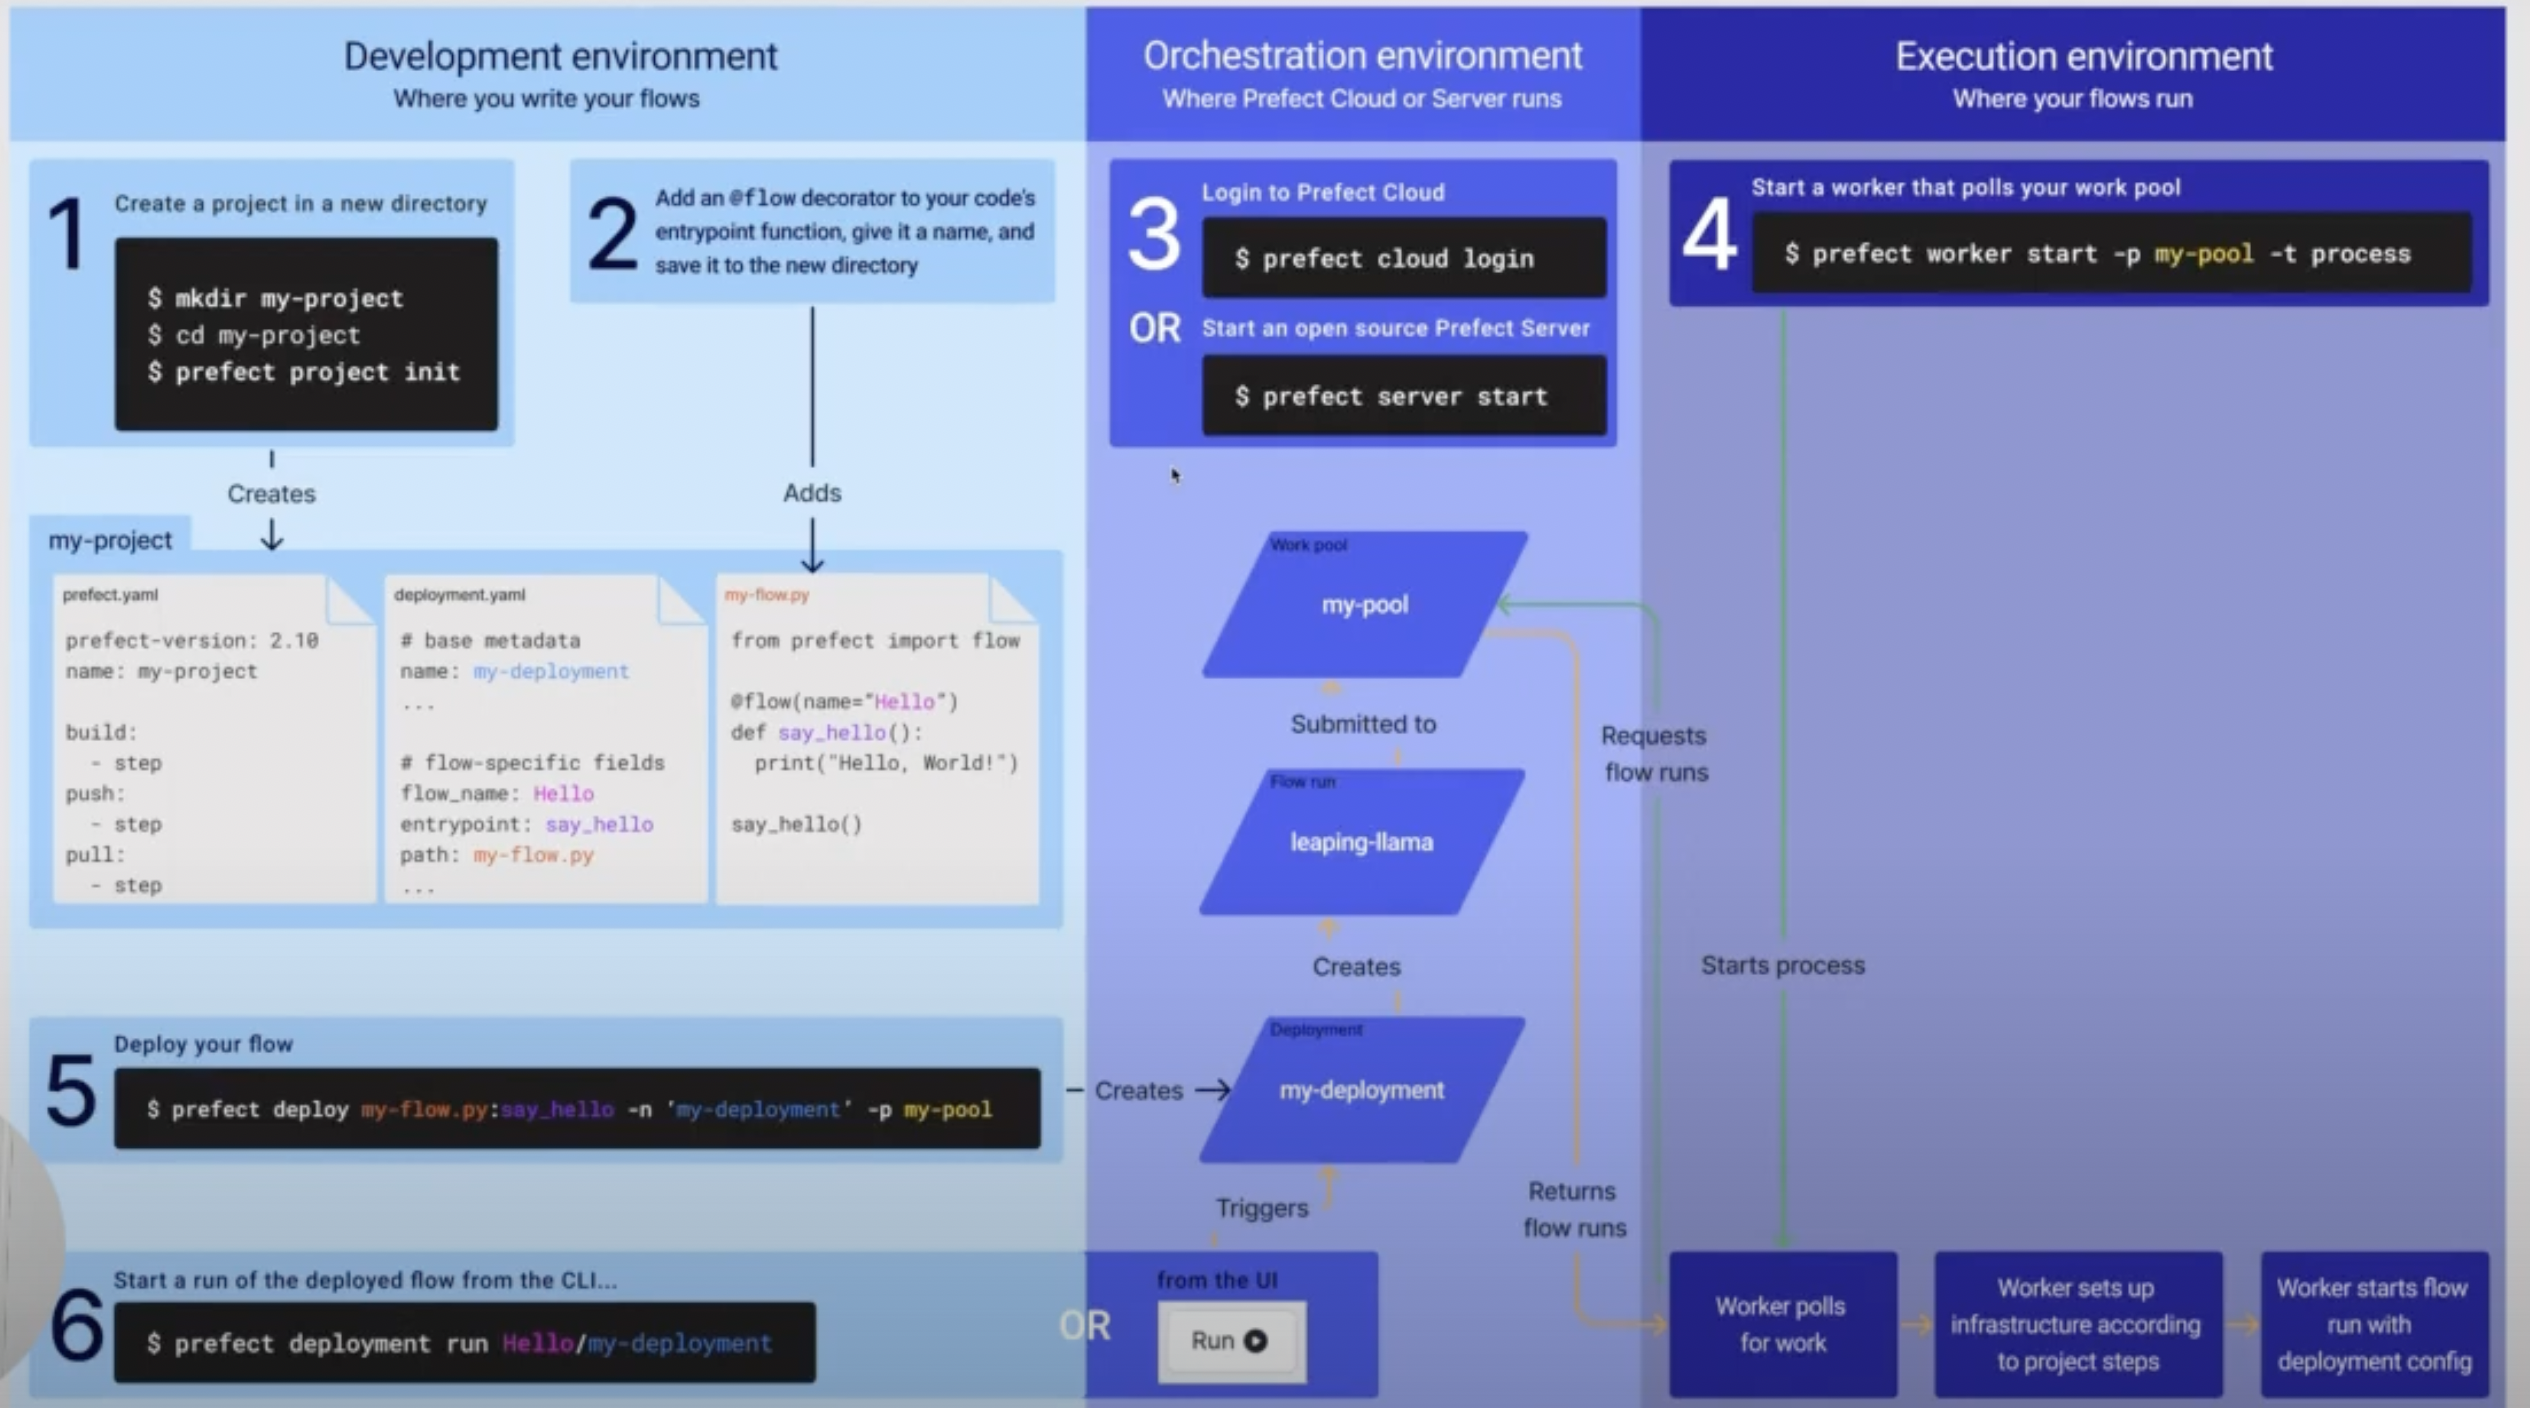 Development environment
Where you write your flows
Orchestration environment
Where Prefect Cloud or Server runs
Execution environment
Where your flows run
1
Create a project in a new directory
$ mkdir my-project
$ cd my-project
$ prefect project init
2
Add an @flow decorator to your code's
entrypoint function, give it a name, and
save it to the new directory
3
Login to Prefect Cloud
$ prefect cloud login
OR
Start an open source Prefect Server
$ prefect server start
4
Start a worker that polls your work pool
$ prefect worker start -p my-pool -t process
Creates
Adds
my-project
prefect.yaml
prefect-version: 2.10
name: my-project
build:
- step
push:
- step
pull:
- step
deployment.yaml
# base metadata
name: my-deployment
...
# flow-specific fields
flow_name: Hello
entrypoint: say_hello
path: my-flow.py
...
my-flow.py
from prefect import flow
@flow(name="Hello")
def say_hello():
print("Hello, World!")
say_hello()
Work pool
my-pool
Submitted to
Flow run
leaping-llama
Creates
Deployment
my-deployment
Requests
flow runs
Starts process
5
Deploy your flow
$ prefect deploy my-flow.py:say_hello -n 'my-deployment' -p my-pool
Creates
Triggers
Returns
flow runs
6
Start a run of the deployed flow from the CLI...
$ prefect deployment run Hello/my-deployment
OR
from the UI
Run
Worker polls
for work
Worker sets up
infrastructure according
to project steps
Worker starts flow
run with
deployment config